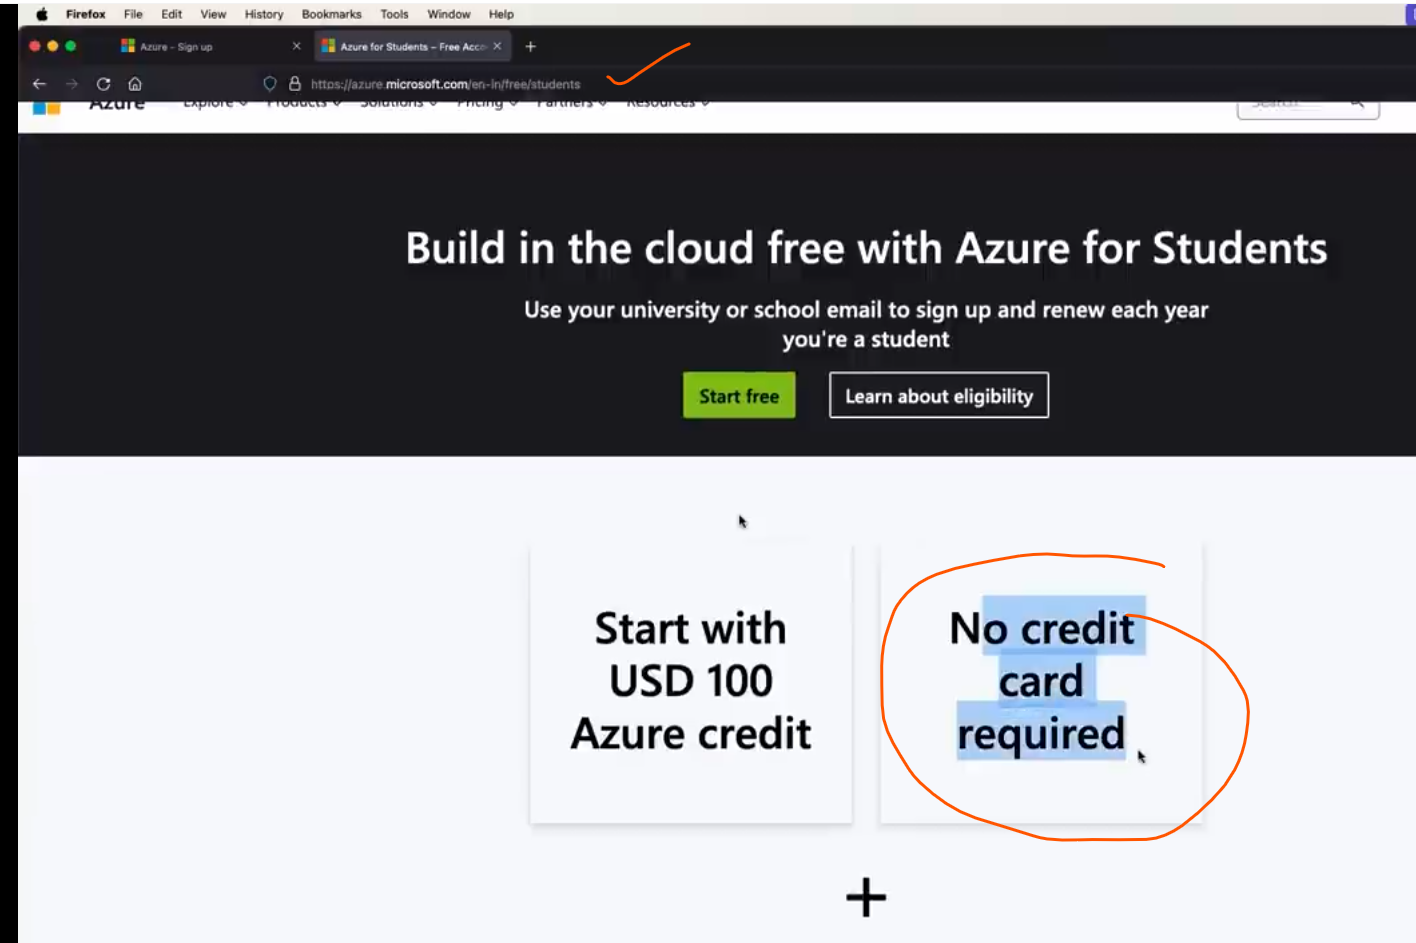 Firefox File Edit View History Bookmarks Tools Window Help
Azure - Sign up
Azure for Students – Free Acco
https://azure.microsoft.com/en-in/free/students
Azure Explore Products Solutions Pricing Partners Resources
Search
Build in the cloud free with Azure for Students
Use your university or school email to sign up and renew each year
you're a student
Start free
Learn about eligibility
Start with
USD 100
Azure credit
No credit
card
required
+